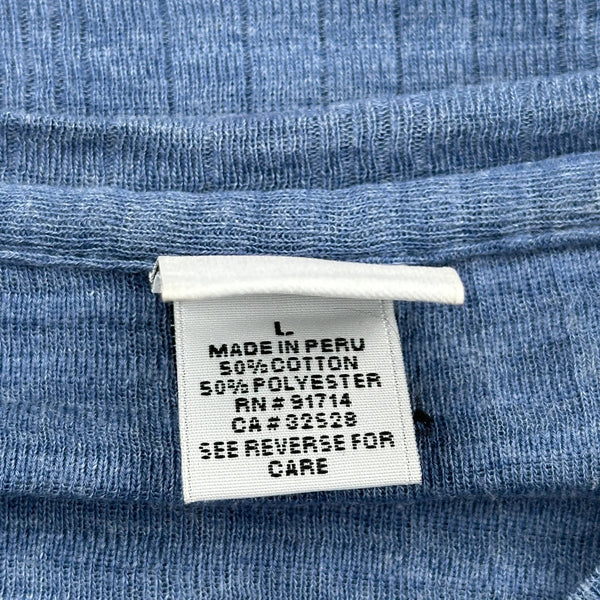 L
MADE IN PERU
50% COTTON
50% POLYESTER
RN# 91714
CA# 32528
SEE REVERSE FOR
CARE